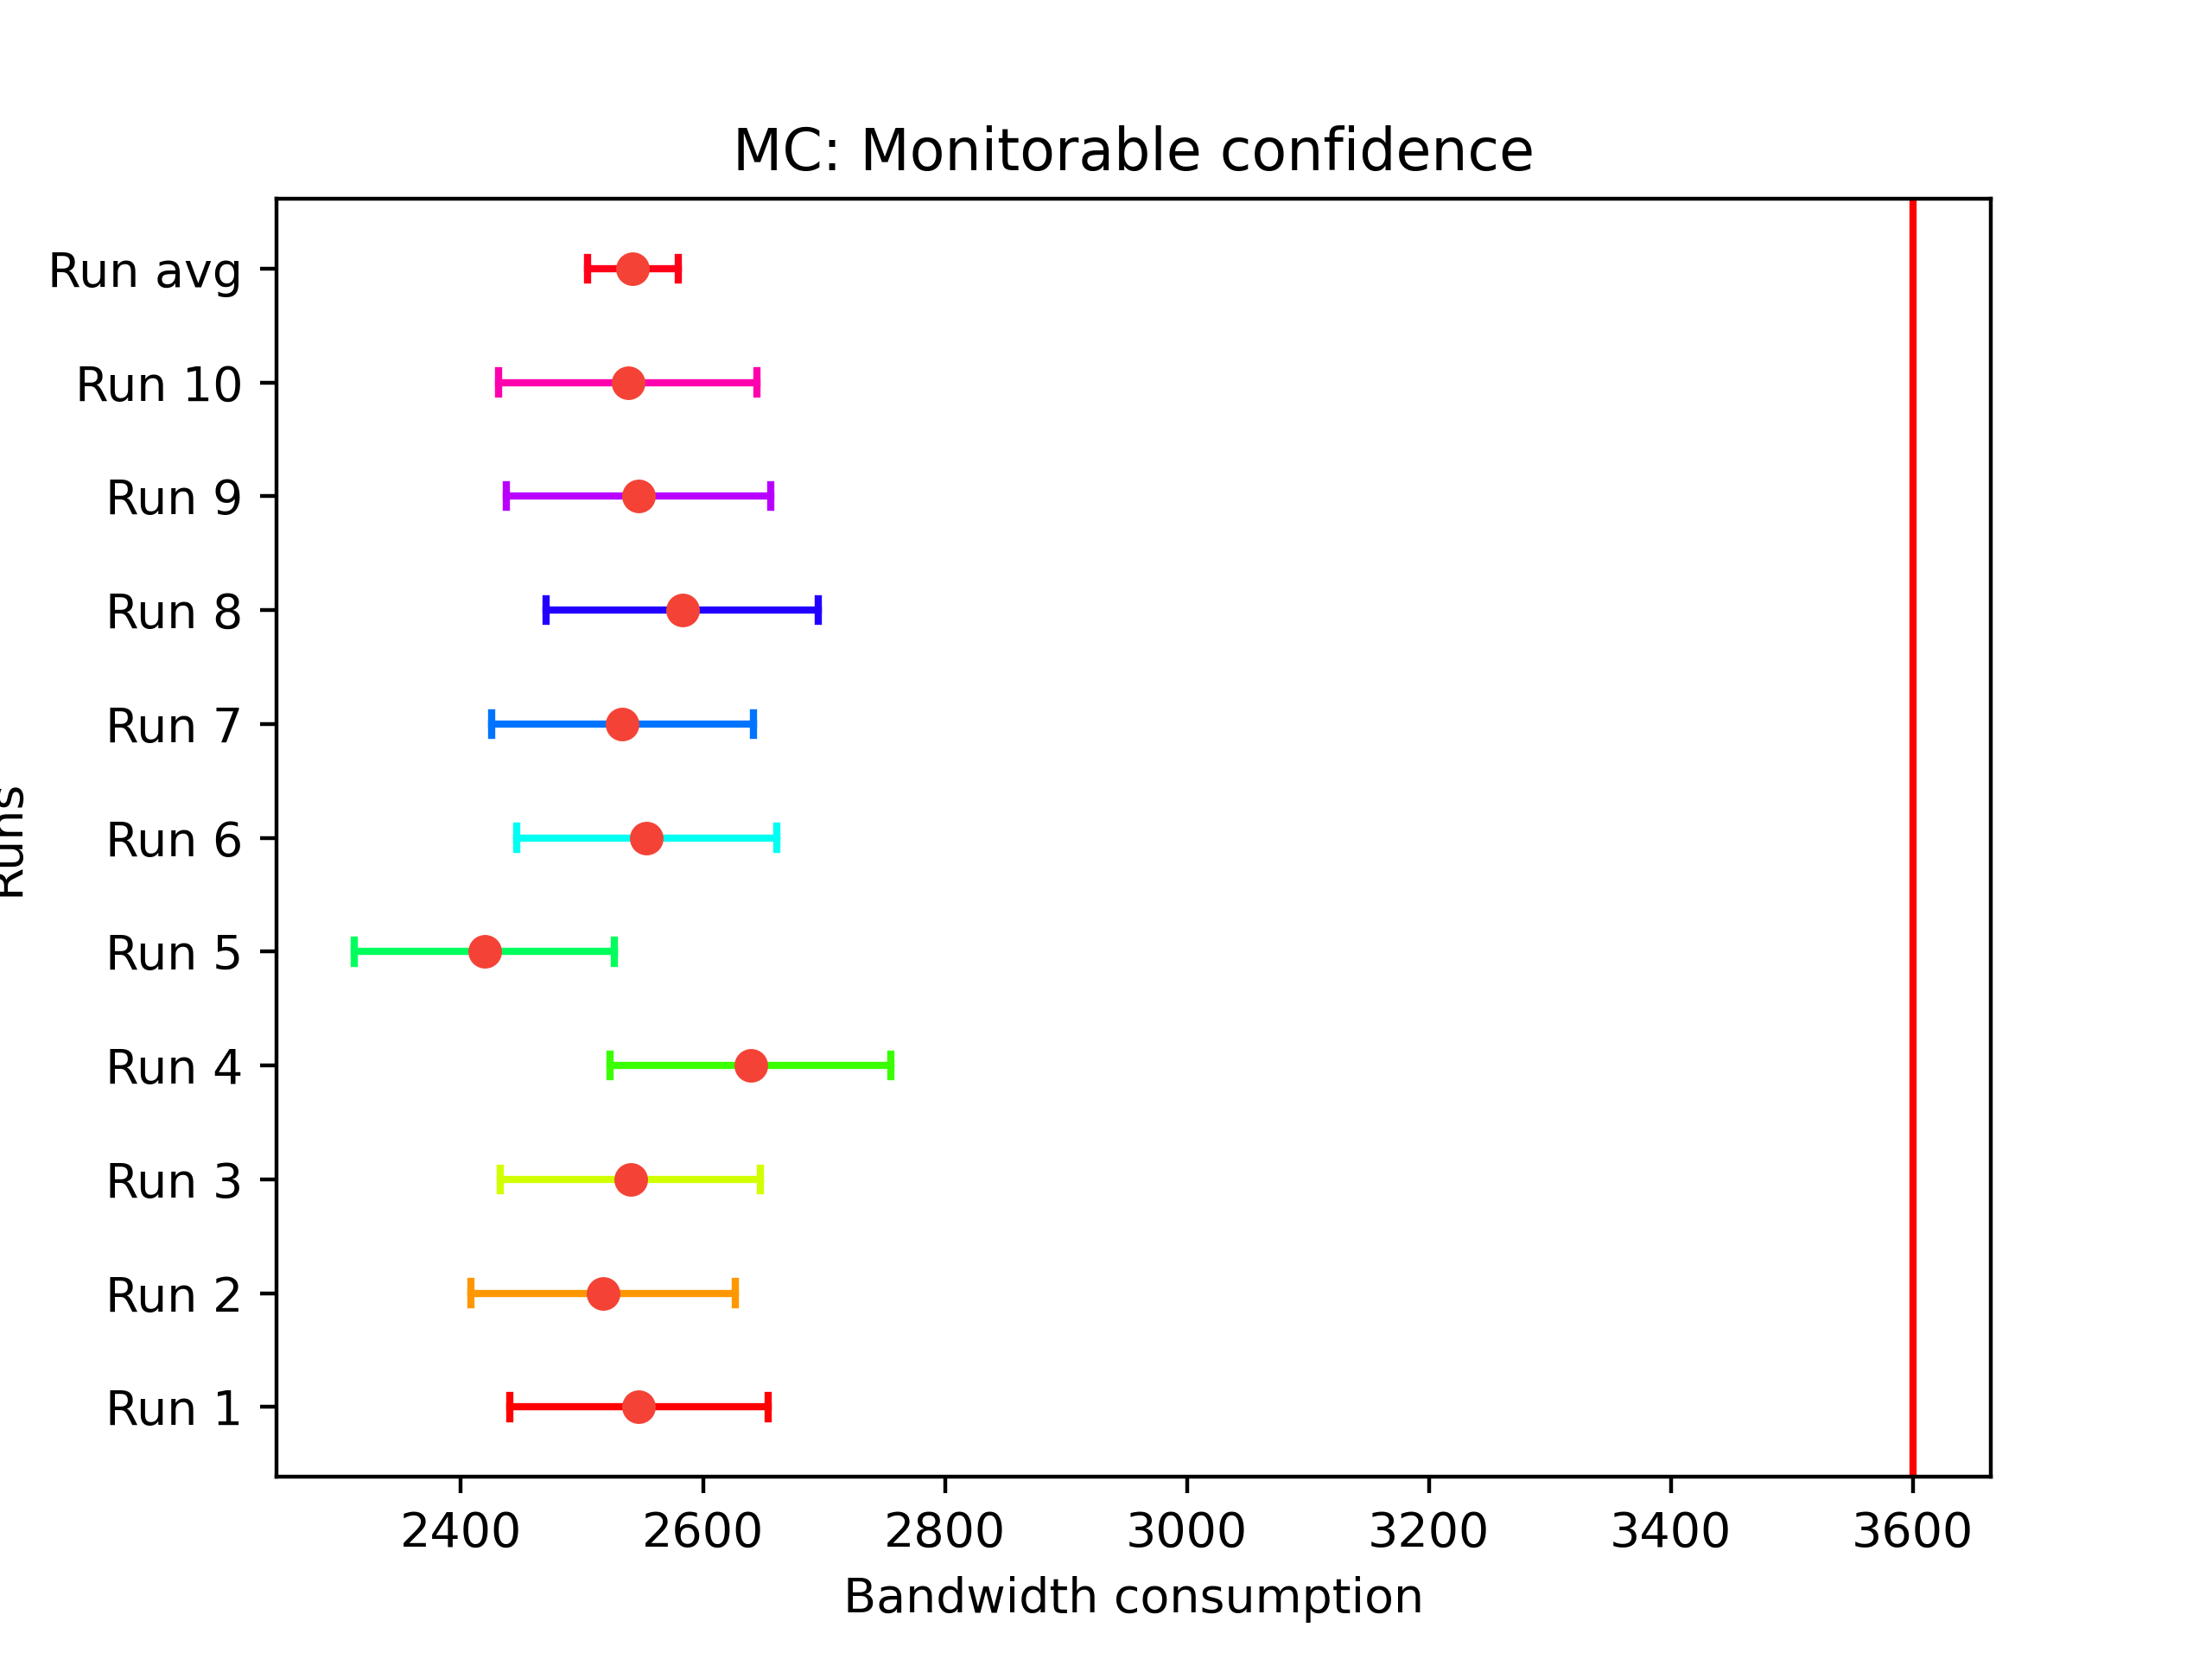 MC: Monitorable confidence
Run avg
Run 10
Run 9
Run 8
Run 7
Run 6
Run 5
Run 4
Run 3
Run 2
Run 1
Runs
2400 2600 2800 3000 3200 3400 3600
Bandwidth consumption